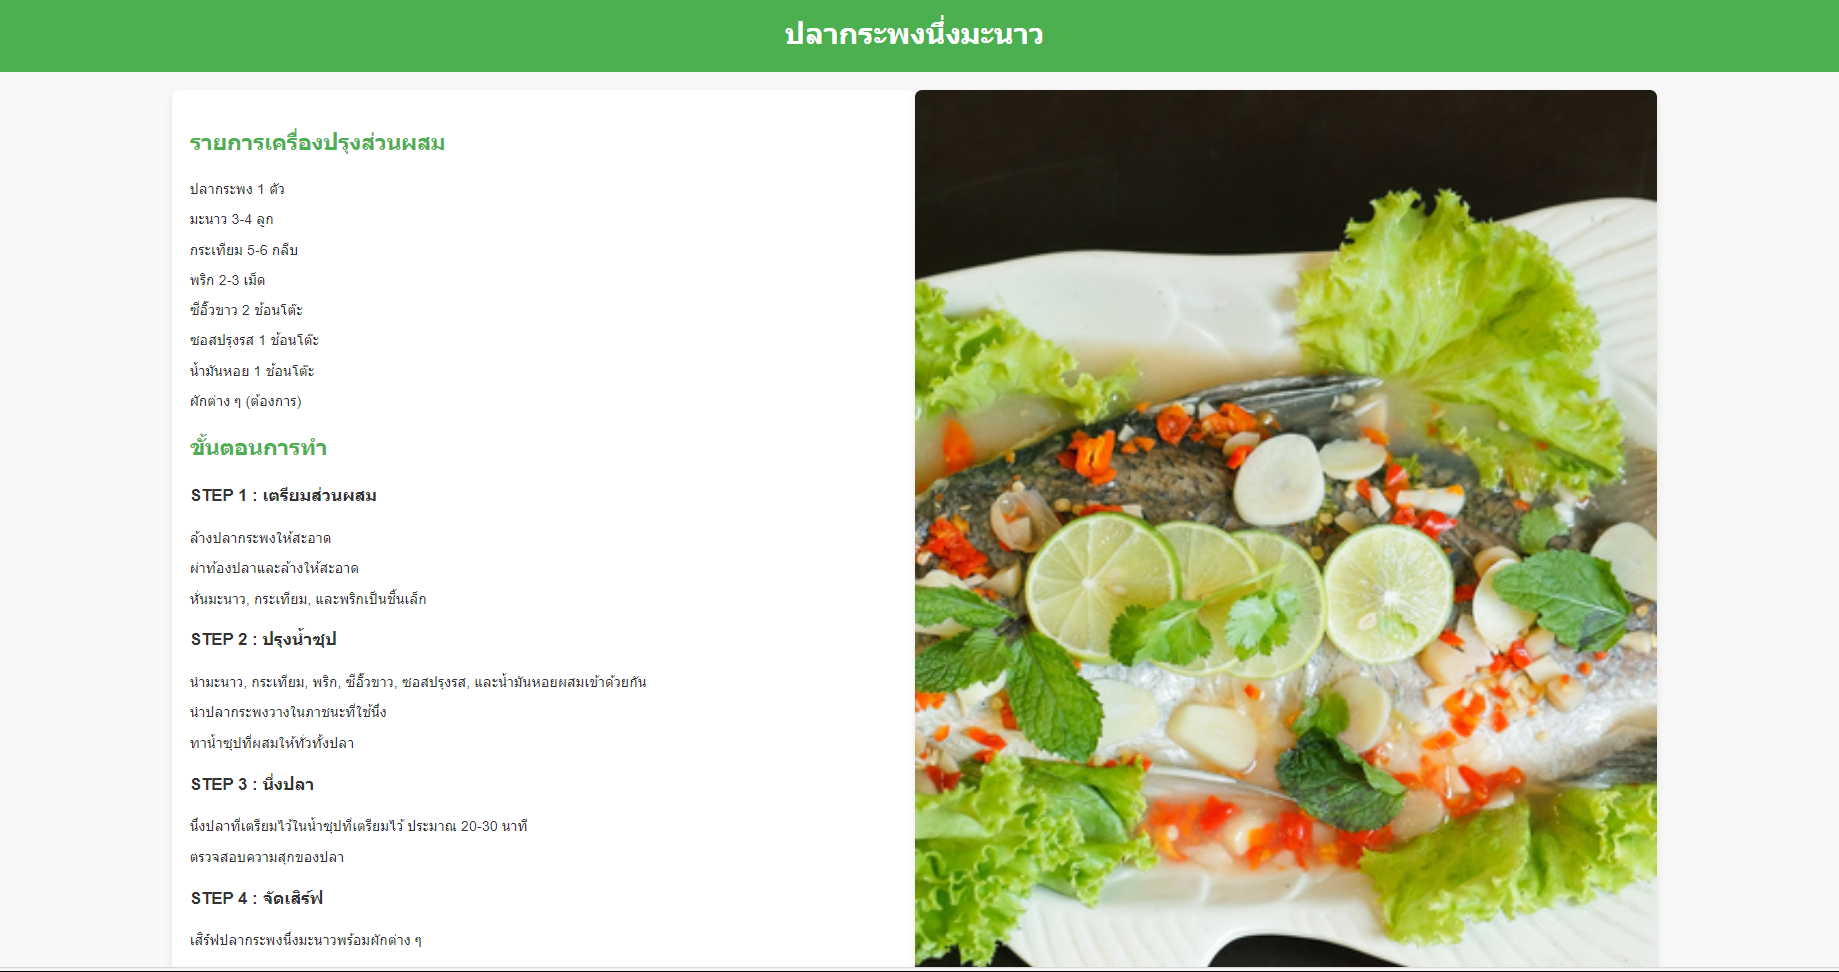 ปลากระพงนึ่งมะนาว
รายการเครื่องปรุงส่วนผสม
ปลากระพง 1 ตัว
มะนาว 3-4 ลูก
กระเทียม 5-6 กลีบ
พริก 2-3 เม็ด
ซีอิ๊วขาว 2 ช้อนโต๊ะ
ซอสปรุงรส 1 ช้อนโต๊ะ
น้ำมันหอย 1 ช้อนโต๊ะ
ผักต่าง ๆ (ต้องการ)
ขั้นตอนการทำ
STEP 1 : เตรียมส่วนผสม
ล้างปลากระพงให้สะอาด
ผ่าท้องปลาและล้างให้สะอาด
หั่นมะนาว, กระเทียม, และพริกเป็นชิ้นเล็ก
STEP 2 : ปรุงน้ำซุป
นำมะนาว, กระเทียม, พริก, ซีอิ๊วขาว, ซอสปรุงรส, และน้ำมันหอยผสมเข้าด้วยกัน
นำปลากระพงวางในภาชนะที่ใช้นึ่ง
ทาน้ำซุปที่ผสมให้ทั่วทั้งปลา
STEP 3 : นึ่งปลา
นึ่งปลาที่เตรียมไว้ในน้ำซุปที่เตรียมไว้ ประมาณ 20-30 นาที
ตรวจสอบความสุกของปลา
STEP 4 : จัดเสิร์ฟ
เสิร์ฟปลากระพงนึ่งมะนาวพร้อมผักต่าง ๆ